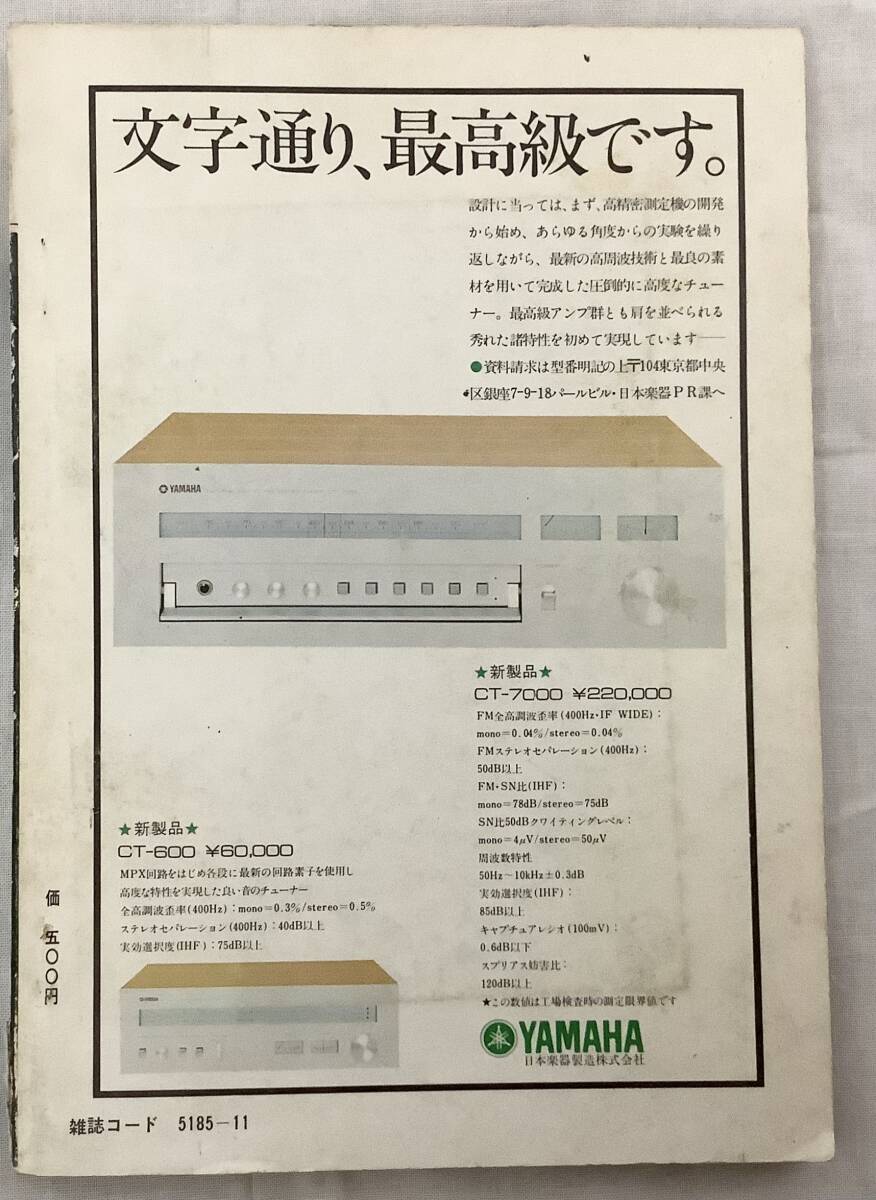 文字通り、最高級です。
設計に当っては、まず、高精密測定機の開発
から始め、あらゆる角度からの実験を繰り
返しながら、最新の高周波技術と最良の素
材を用いて完成した圧倒的に高度なチュー
ナー。最高級アンプ群とも肩を並べられる
秀れた諸特性を初めて実現しています──
●資料請求は型番明記の上〒104東京都中央
区銀座7-9-18パールビル・日本楽器PR課へ
YAMAHA
★新製品★
CT-7000 ¥220,000
FM全高調波歪率(400Hz・IF WIDE):
mono=0.04%/stereo=0.04%
FMステレオセパレーション(400Hz):
50dB以上
FM・SN比(IHF):
mono=78dB/stereo=75dB
SN比50dBクワイティングレベル:
mono=4μV/stereo=50μV
周波数特性
50Hz~10kHz±0.3dB
実効選択度(IHF):
85dB以上
キャプチュアレシオ(100mV):
0.6dB以下
スプリアス妨害比:
120dB以上
★この数値は工場検査時の測定限界値です
★新製品★
CT-600 ¥60,000
MPX回路をはじめ各段に最新の回路素子を使用し
高度な特性を実現した良い音のチューナー
全高調波歪率(400Hz):mono=0.3%/stereo=0.5%
ステレオセパレーション(400Hz):40dB以上
実効選択度(IHF):75dB以上
YAMAHA
日本楽器製造株式会社
価 五〇〇円
雑誌コード 5185-11